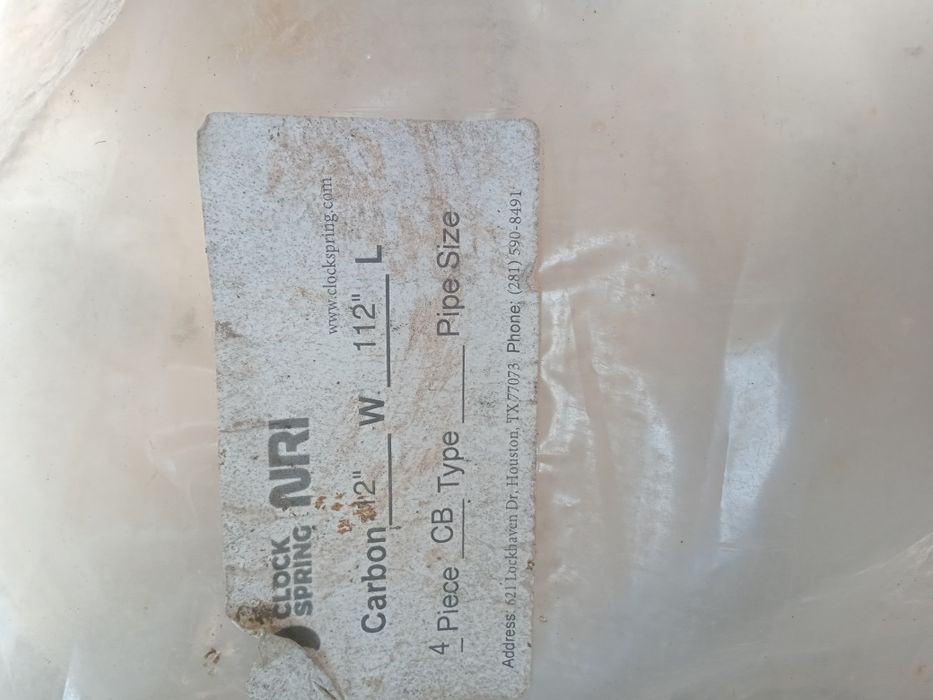 CLOCK
SPRING NRI
www.clockspring.com
Carbon 12" W 112" L
4 Piece CB Type ____ Pipe Size
Address: 621 Lockhaven Dr. Houston, TX 77073 Phone: (281) 590-8491